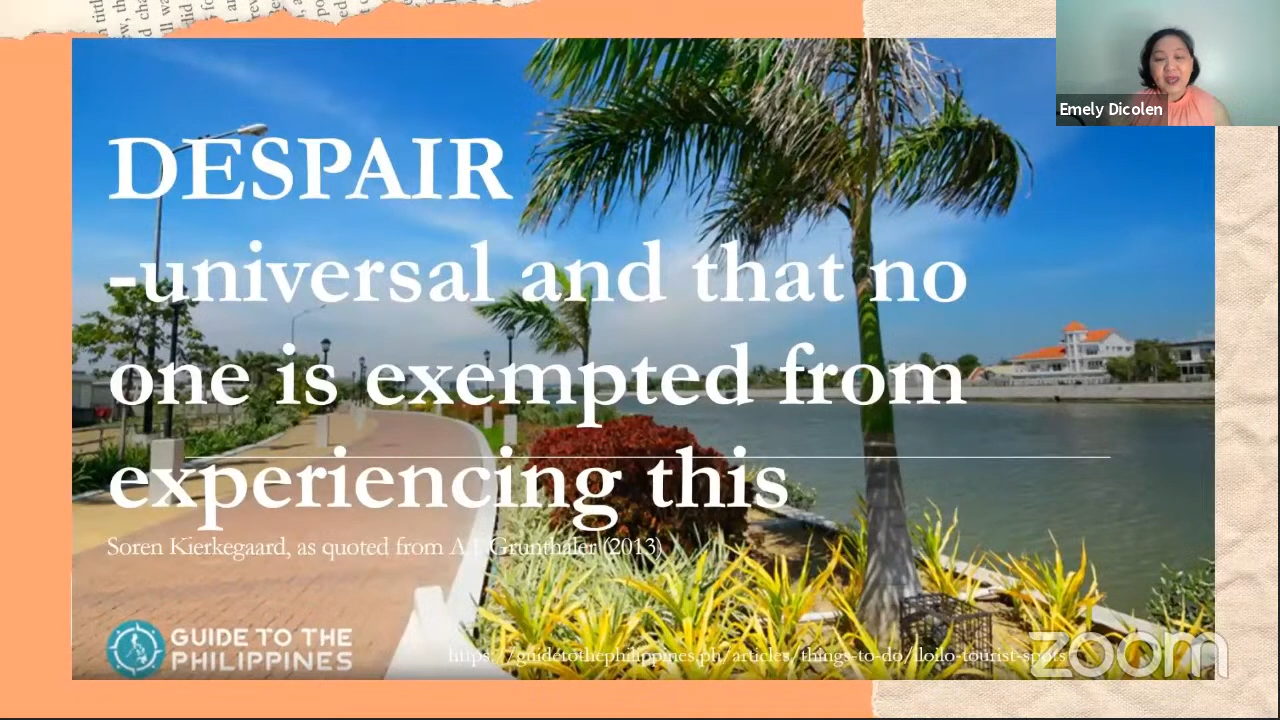 Emely Dicolen
DESPAIR
-universal and that no
one is exempted from
experiencing this
Soren Kierkegaard, as quoted from A.J. Grunthaler (2013)
GUIDE TO THE
PHILIPPINES
https://guidetothephilippines.ph/articles/things-to-do/iloilo-tourist-spots
zoom